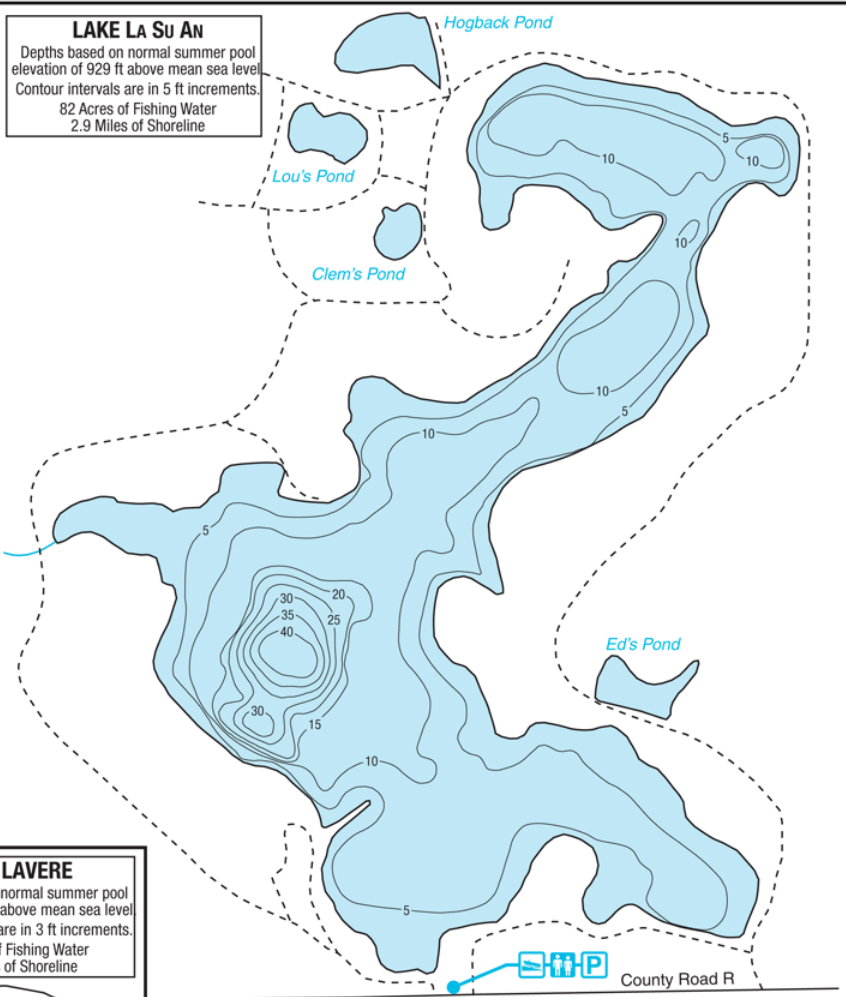 LAKE LA SU AN
Depths based on normal summer pool
elevation of 929 ft above mean sea level
Contour intervals are in 5 ft increments.
82 Acres of Fishing Water
2.9 Miles of Shoreline
Hogback Pond
Lou's Pond
Clem's Pond
5
10
10
10
10
5
10
5
20
30
35
25
40
Ed's Pond
30
15
10
5
LAVERE
normal summer pool
above mean sea level
are in 3 ft increments.
f Fishing Water
of Shoreline
P
County Road R